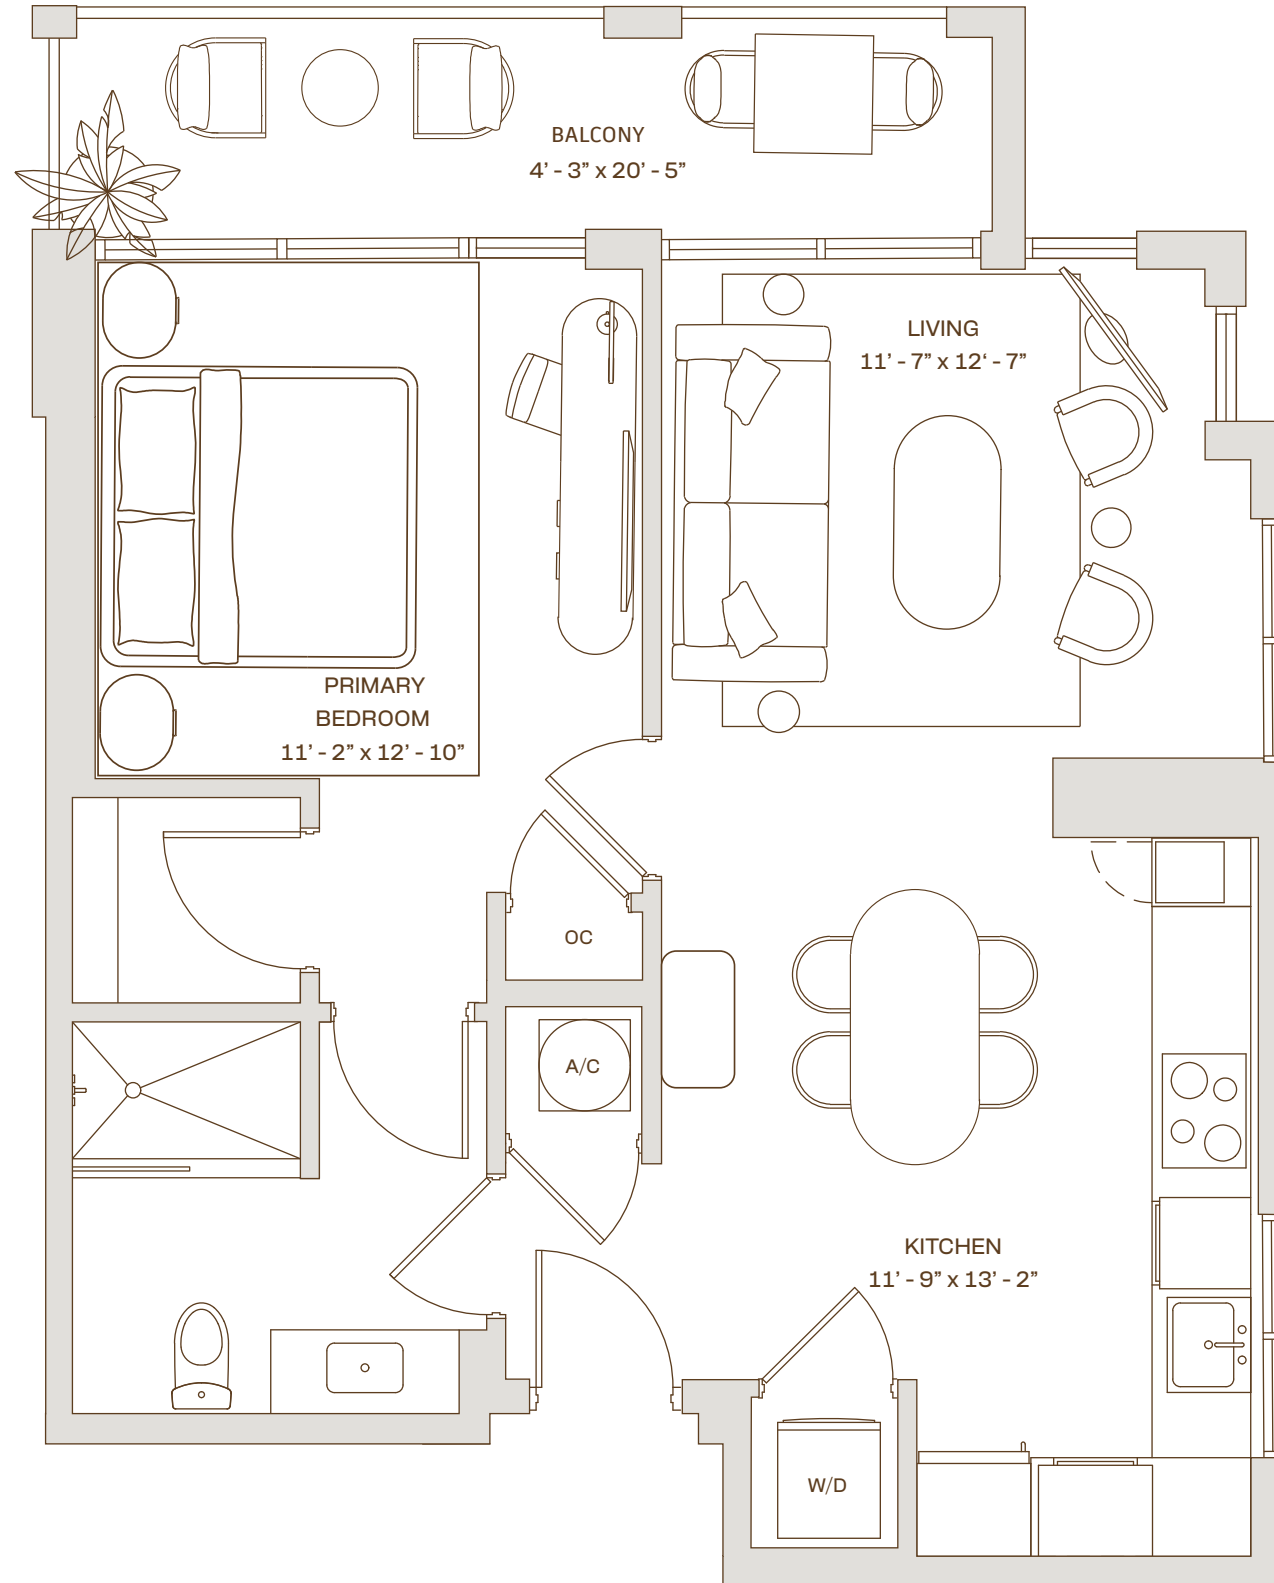 BALCONY
4’ - 3” x 20’ - 5”
LIVING
11’ - 7” x 12‘ - 7”
PRIMARY
BEDROOM
11’ - 2” x 12’ - 10”
OC
A/C
KITCHEN
11’ - 9” x 13’ - 2”
W/D